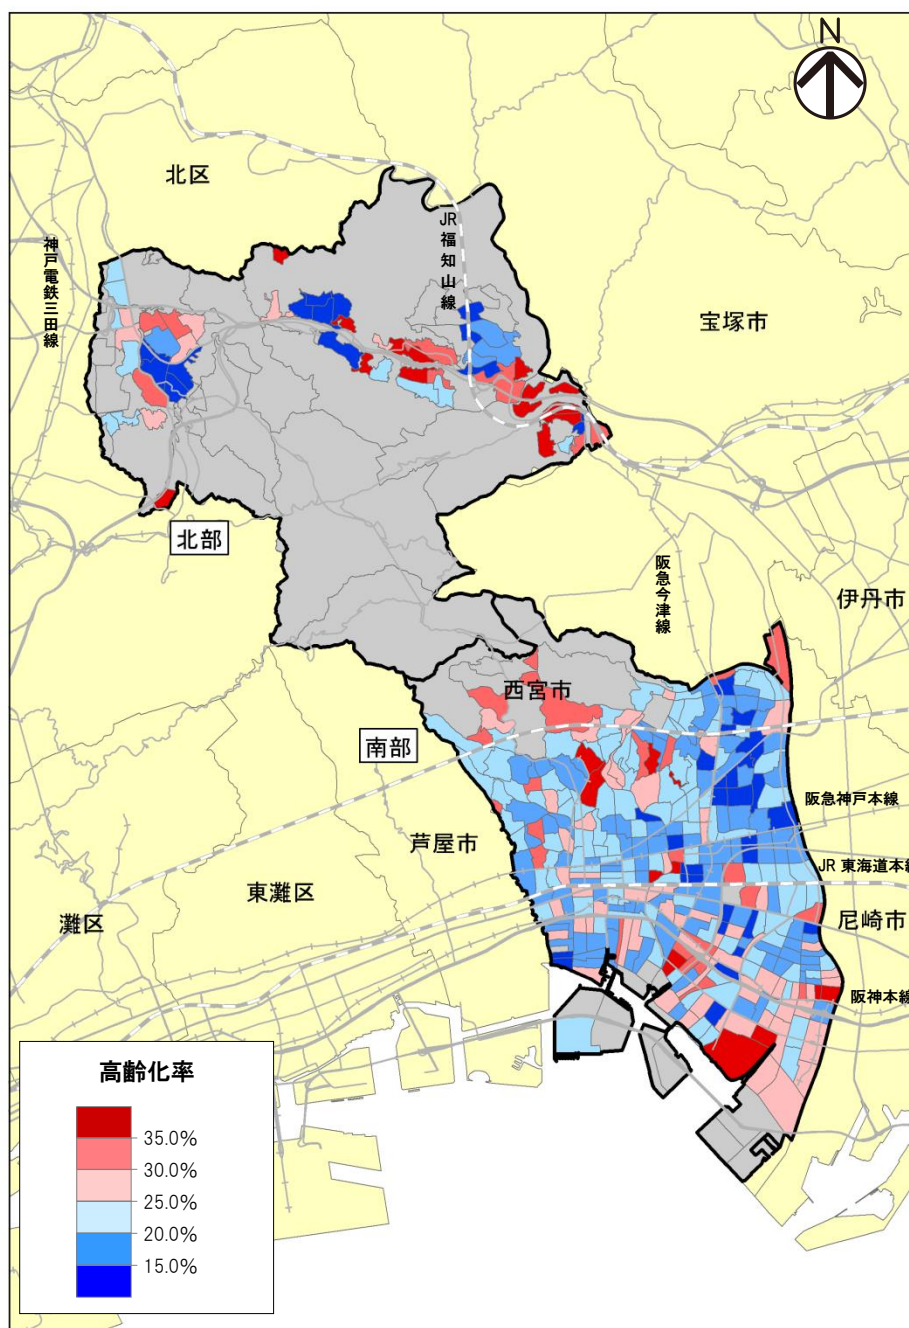 N
北区
JR
福知山線
神戸電鉄三田線
宝塚市
北部
阪急今津線
伊丹市
西宮市
南部
阪急神戸本線
芦屋市
JR 東海道本線
東灘区
灘区
尼崎市
阪神本線
高齢化率
35.0%
30.0%
25.0%
20.0%
15.0%